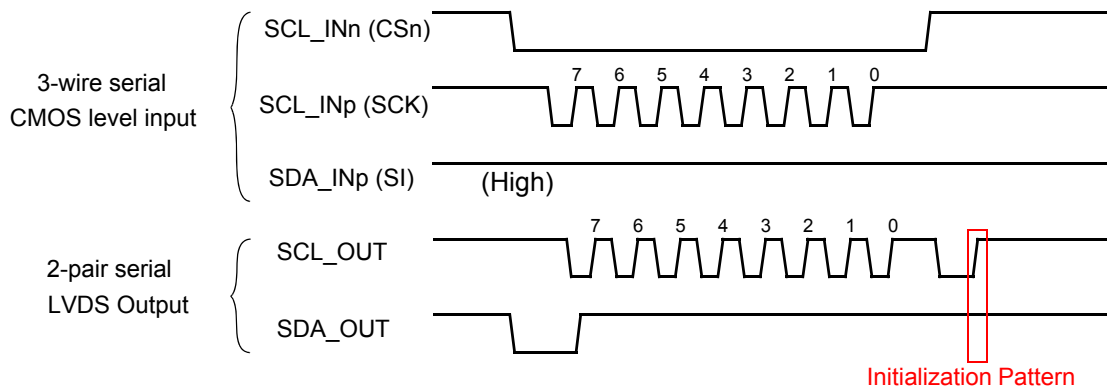 SCL_INn (CSn)
3-wire serial
CMOS level input
7 6 5 4 3 2 1 0
SCL_INp (SCK)
SDA_INp (SI)
(High)
7 6 5 4 3 2 1 0
SCL_OUT
2-pair serial
LVDS Output
SDA_OUT
Initialization Pattern